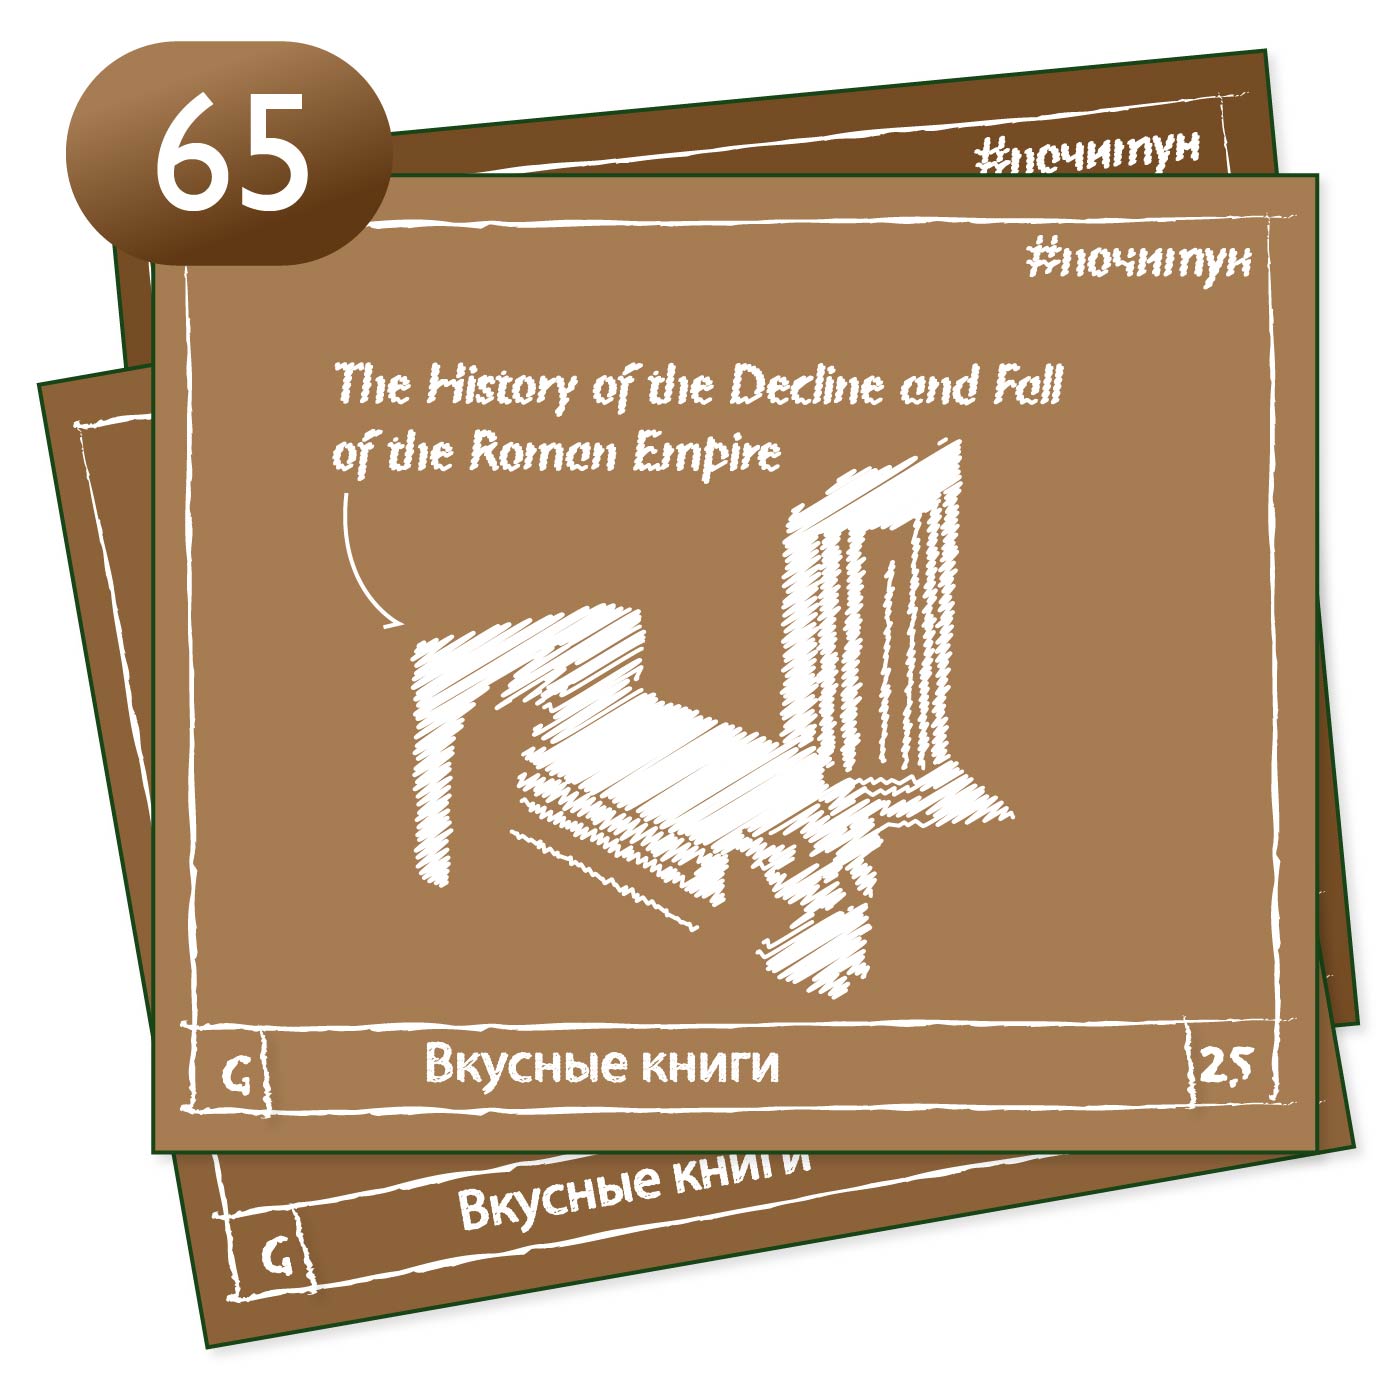 65
#почитун
#почитун
The History of the Decline and Fall
of the Roman Empire
G
Вкусные книги
25
Вкусные книги
G